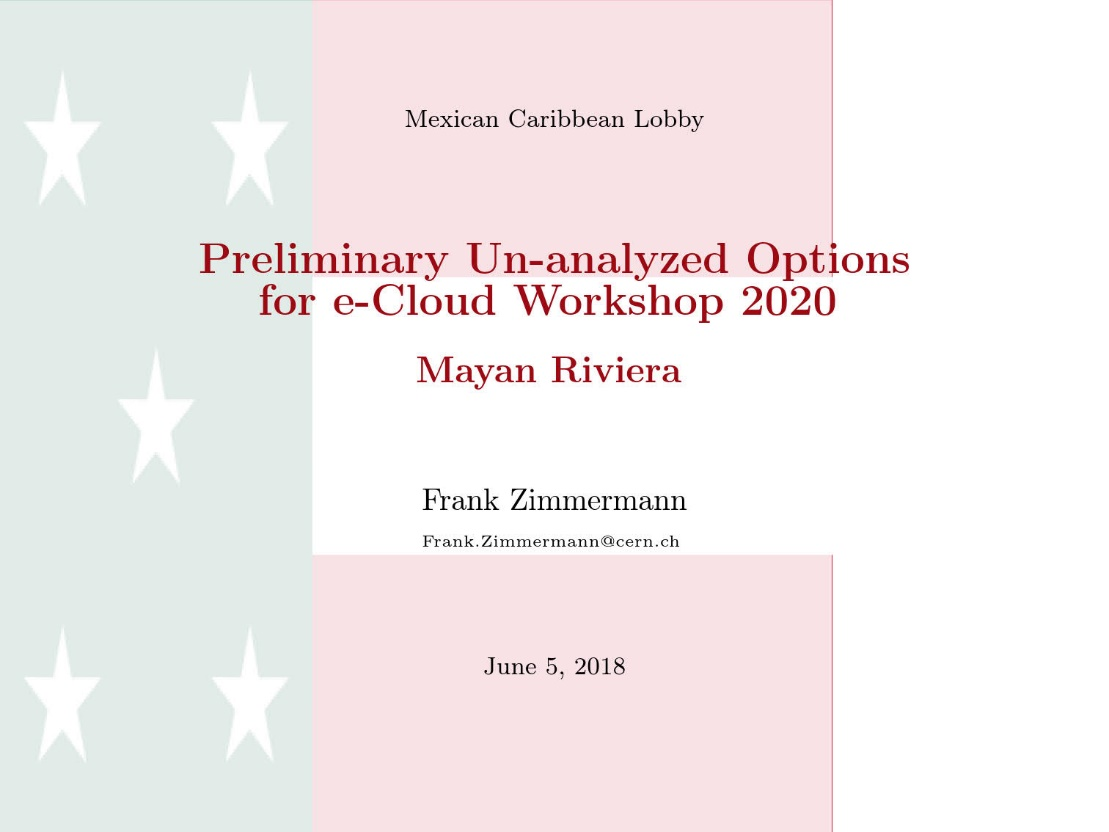 Mexican Caribbean Lobby
Preliminary Un-analyzed Options
for e-Cloud Workshop 2020
Mayan Riviera
Frank Zimmermann
Frank.Zimmermann@cern.ch
June 5, 2018